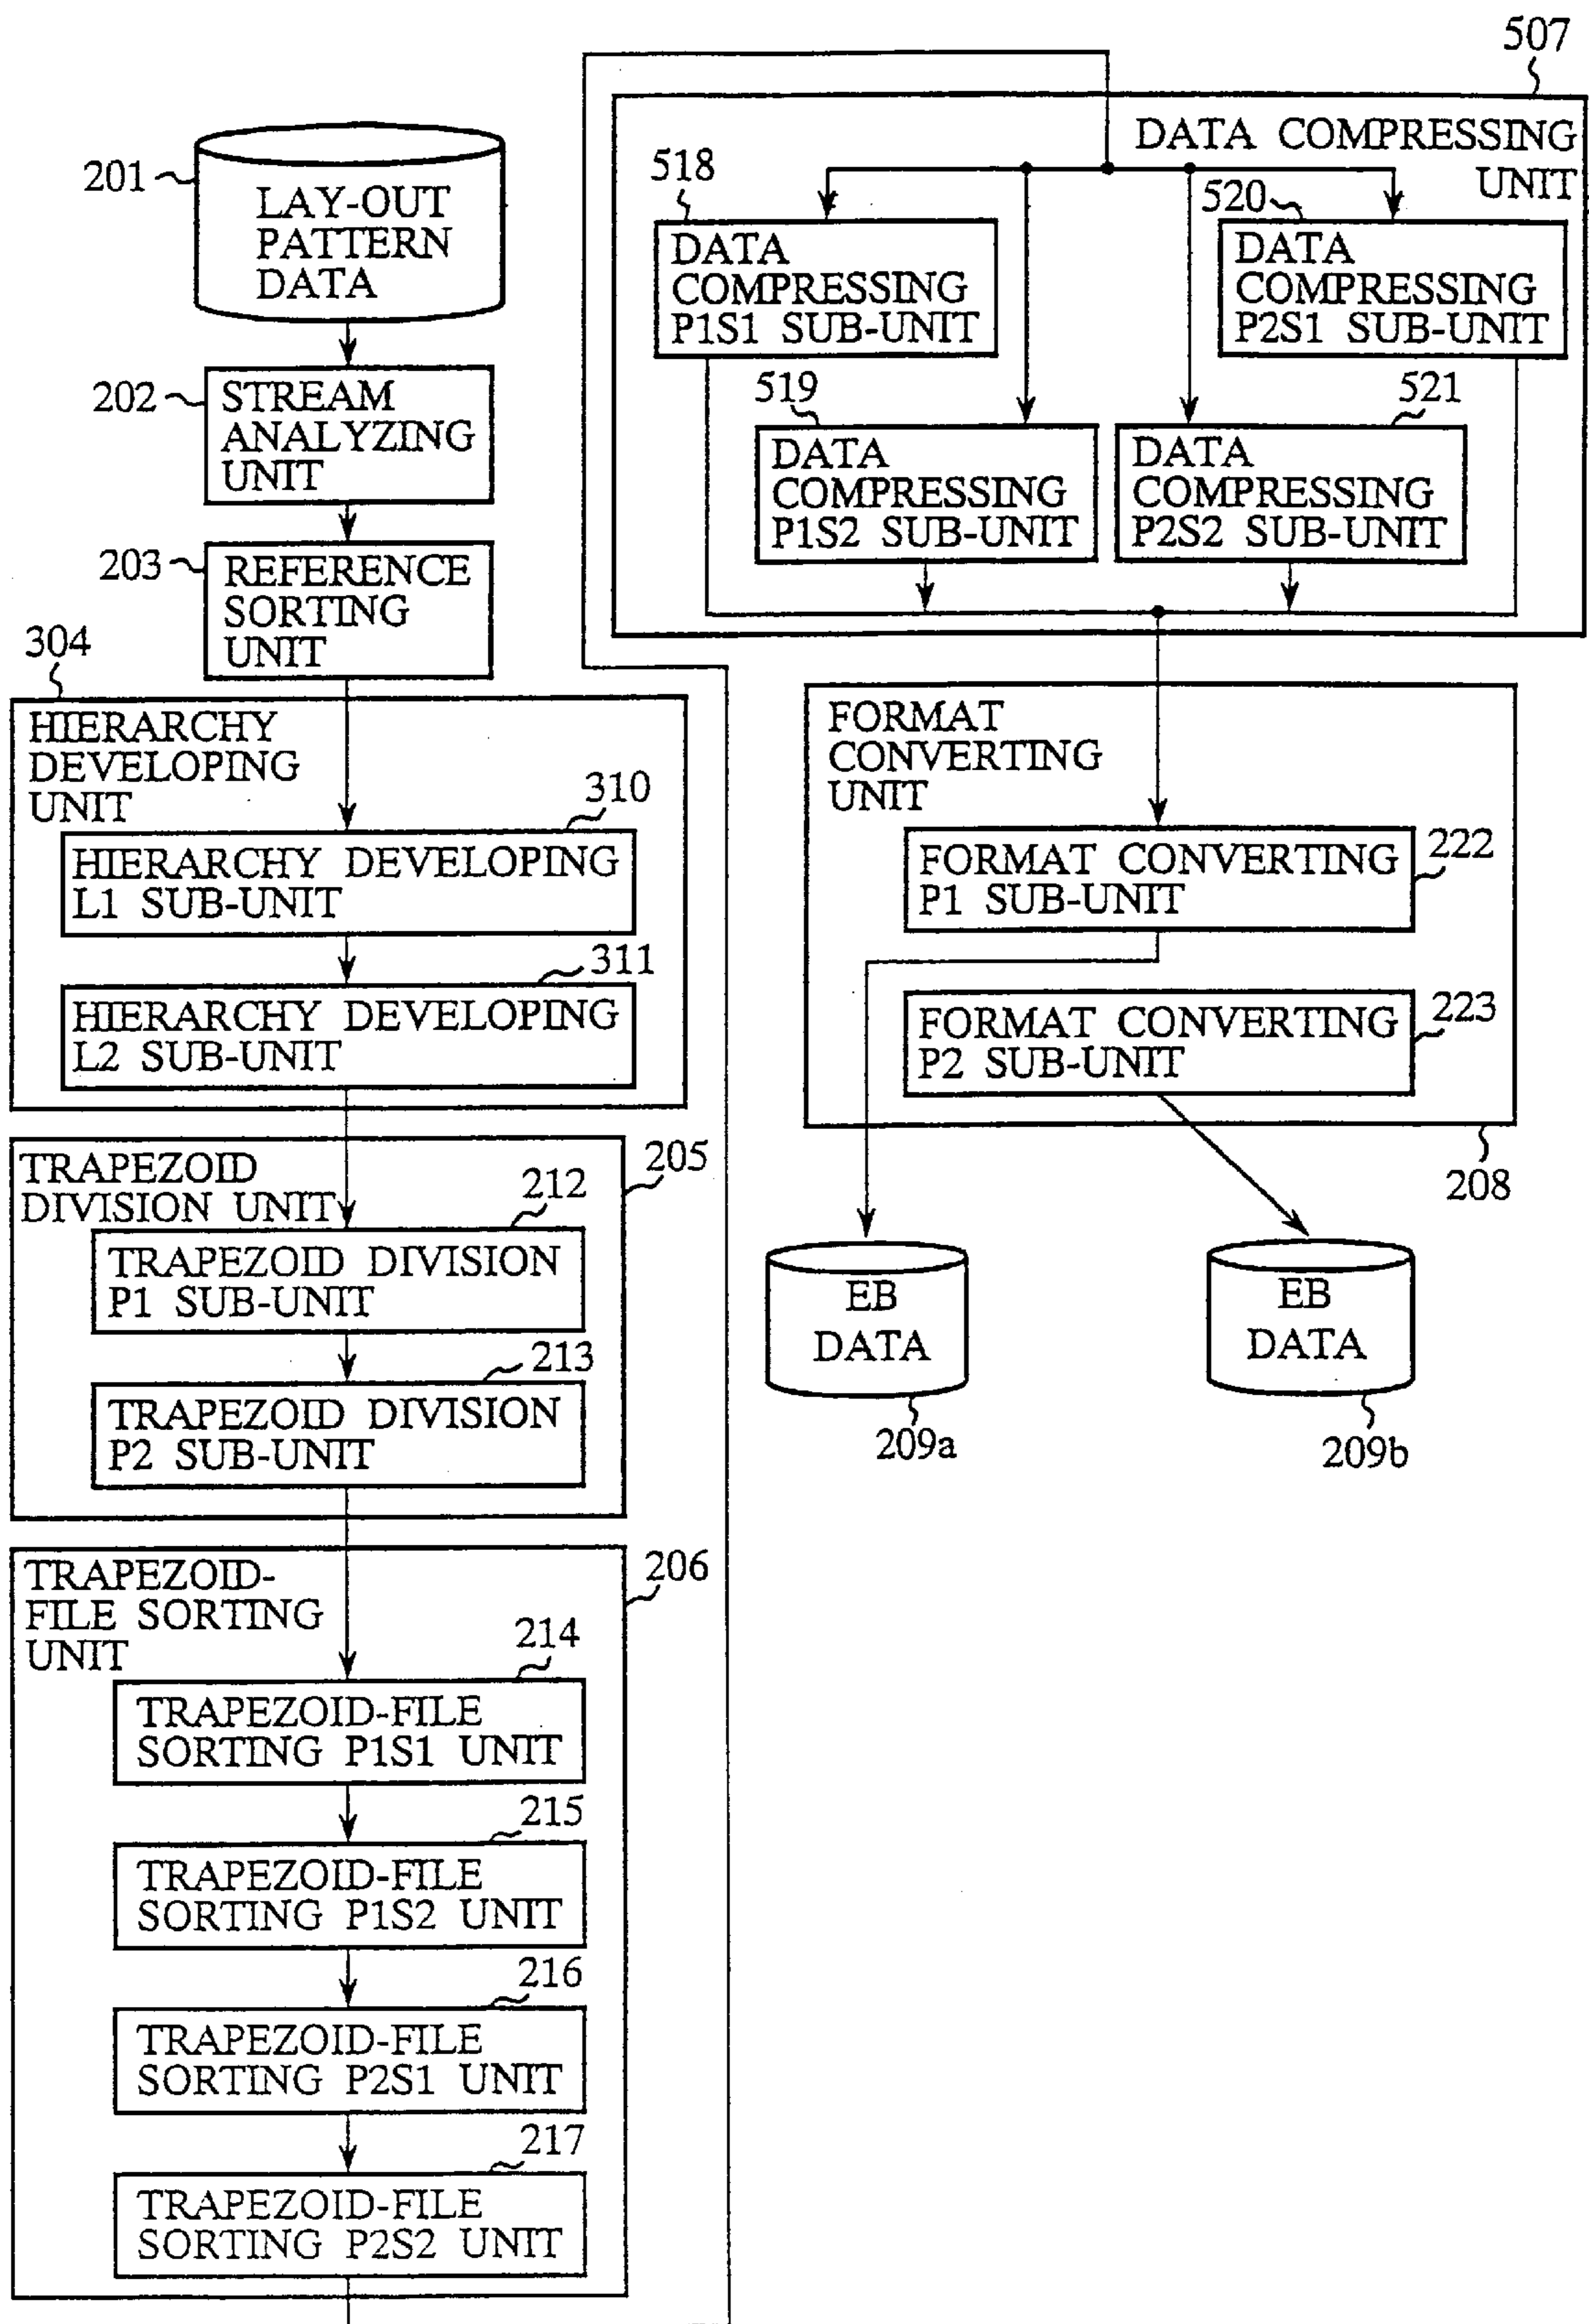 201
LAY-OUT
PATTERN
DATA
202
STREAM
ANALYZING
UNIT
203
REFERENCE
SORTING
UNIT
304
HIERARCHY
DEVELOPING
UNIT
310
HIERARCHY DEVELOPING
L1 SUB-UNIT
311
HIERARCHY DEVELOPING
L2 SUB-UNIT
205
TRAPEZOID
DIVISION UNIT
212
TRAPEZOID DIVISION
P1 SUB-UNIT
213
TRAPEZOID DIVISION
P2 SUB-UNIT
206
TRAPEZOID-
FILE SORTING
UNIT
214
TRAPEZOID-FILE
SORTING P1S1 UNIT
215
TRAPEZOID-FILE
SORTING P1S2 UNIT
216
TRAPEZOID-FILE
SORTING P2S1 UNIT
217
TRAPEZOID-FILE
SORTING P2S2 UNIT
507
DATA COMPRESSING
UNIT
518
DATA
COMPRESSING
P1S1 SUB-UNIT
520
DATA
COMPRESSING
P2S1 SUB-UNIT
519
DATA
COMPRESSING
P1S2 SUB-UNIT
521
DATA
COMPRESSING
P2S2 SUB-UNIT
FORMAT
CONVERTING
UNIT
222
FORMAT CONVERTING
P1 SUB-UNIT
223
FORMAT CONVERTING
P2 SUB-UNIT
208
EB
DATA
209a
EB
DATA
209b